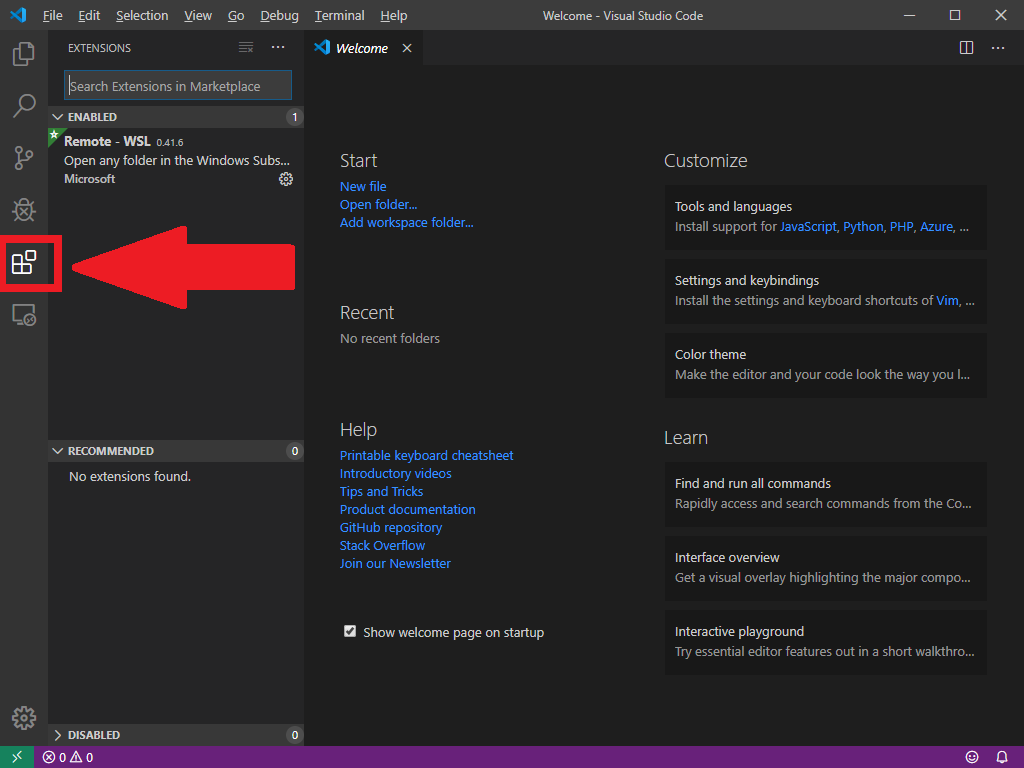 File Edit Selection View Go Debug Terminal Help
Welcome - Visual Studio Code
EXTENSIONS
Search Extensions in Marketplace
ENABLED 1
Remote - WSL 0.41.6
Open any folder in the Windows Subs...
Microsoft
RECOMMENDED 0
No extensions found.
DISABLED 0
Welcome
Start
New file
Open folder...
Add workspace folder...
Recent
No recent folders
Help
Printable keyboard cheatsheet
Introductory videos
Tips and Tricks
Product documentation
GitHub repository
Stack Overflow
Join our Newsletter
Show welcome page on startup
Customize
Tools and languages
Install support for JavaScript, Python, PHP, Azure, ...
Settings and keybindings
Install the settings and keyboard shortcuts of Vim, ...
Color theme
Make the editor and your code look the way you l...
Learn
Find and run all commands
Rapidly access and search commands from the Co...
Interface overview
Get a visual overlay highlighting the major compo...
Interactive playground
Try essential editor features out in a short walkthro...
0 0